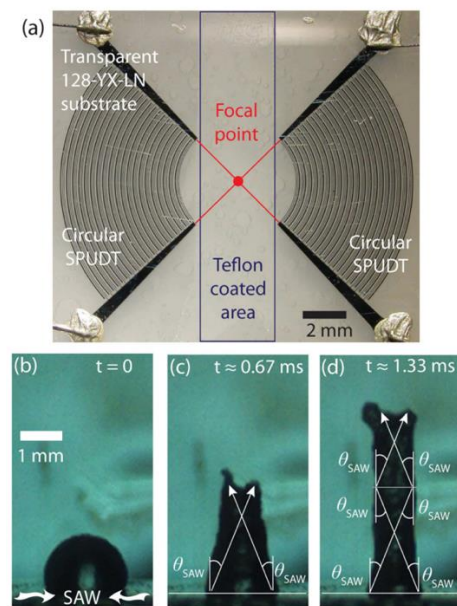 (a)
Transparent
128-YX-LN
substrate
Focal
point
Circular
SPUDT
Circular
SPUDT
Teflon
coated
area
2 mm
(b) t = 0
1 mm
SAW
(c) t ≈ 0.67 ms
θSAW θSAW
(d) t ≈ 1.33 ms
θSAW θSAW
θSAW θSAW
θSAW θSAW